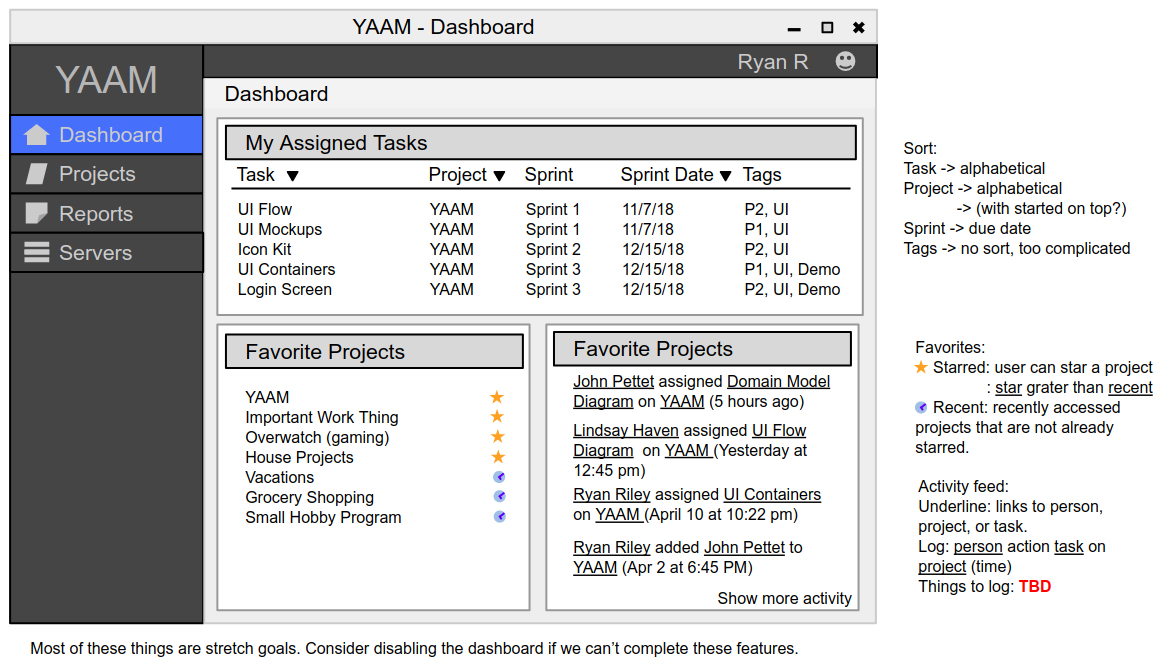 YAAM - Dashboard
YAAM
Ryan R
Dashboard
Projects
Reports
Servers
Dashboard
My Assigned Tasks
Task Project Sprint Sprint Date Tags
UI Flow YAAM Sprint 1 11/7/18 P2, UI
UI Mockups YAAM Sprint 1 11/7/18 P1, UI
Icon Kit YAAM Sprint 2 12/15/18 P2, UI
UI Containers YAAM Sprint 3 12/15/18 P1, UI, Demo
Login Screen YAAM Sprint 3 12/15/18 P2, UI, Demo
Favorite Projects
YAAM
Important Work Thing
Overwatch (gaming)
House Projects
Vacations
Grocery Shopping
Small Hobby Program
Favorite Projects
John Pettet assigned Domain Model
Diagram on YAAM (5 hours ago)
Lindsay Haven assigned UI Flow
Diagram on YAAM (Yesterday at
12:45 pm)
Ryan Riley assigned UI Containers
on YAAM (April 10 at 10:22 pm)
Ryan Riley added John Pettet to
YAAM (Apr 2 at 6:45 PM)
Show more activity
Sort:
Task -> alphabetical
Project -> alphabetical
-> (with started on top?)
Sprint -> due date
Tags -> no sort, too complicated
Favorites:
Starred: user can star a project
: star grater than recent
Recent: recently accessed
projects that are not already
starred.
Activity feed:
Underline: links to person,
project, or task.
Log: person action task on
project (time)
Things to log: TBD
Most of these things are stretch goals. Consider disabling the dashboard if we can’t complete these features.